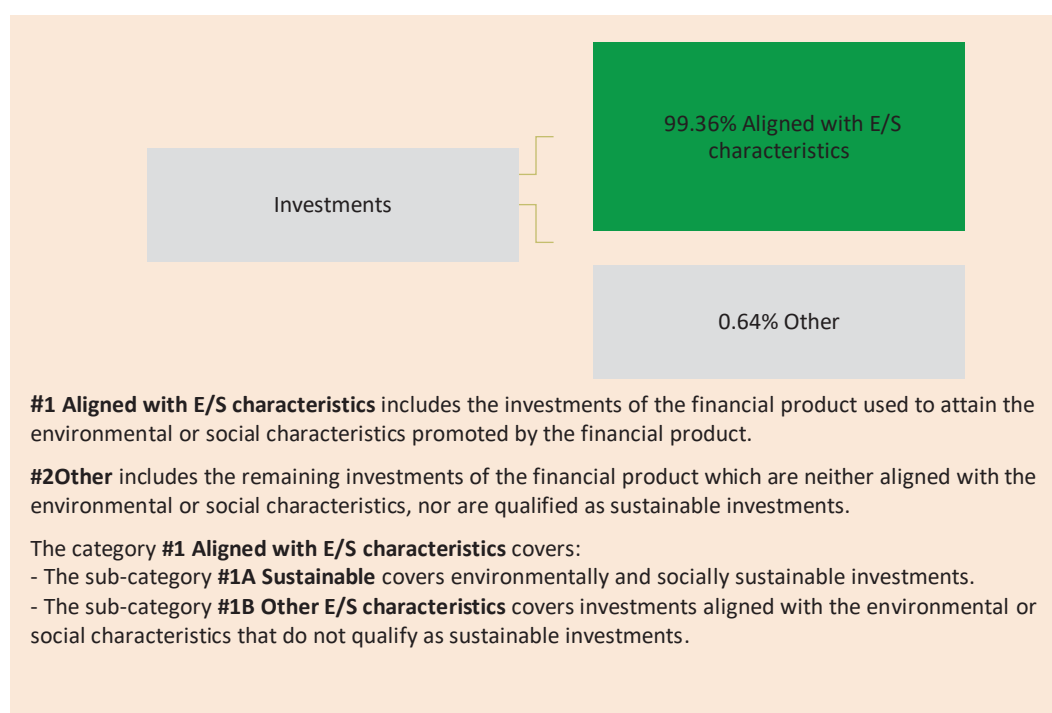 99.36% Aligned with E/S
characteristics
Investments
0.64% Other
#1 Aligned with E/S characteristics includes the investments of the financial product used to attain the
environmental or social characteristics promoted by the financial product.
#2Other includes the remaining investments of the financial product which are neither aligned with the
environmental or social characteristics, nor are qualified as sustainable investments.
The category #1 Aligned with E/S characteristics covers:
- The sub-category #1A Sustainable covers environmentally and socially sustainable investments.
- The sub-category #1B Other E/S characteristics covers investments aligned with the environmental or
social characteristics that do not qualify as sustainable investments.